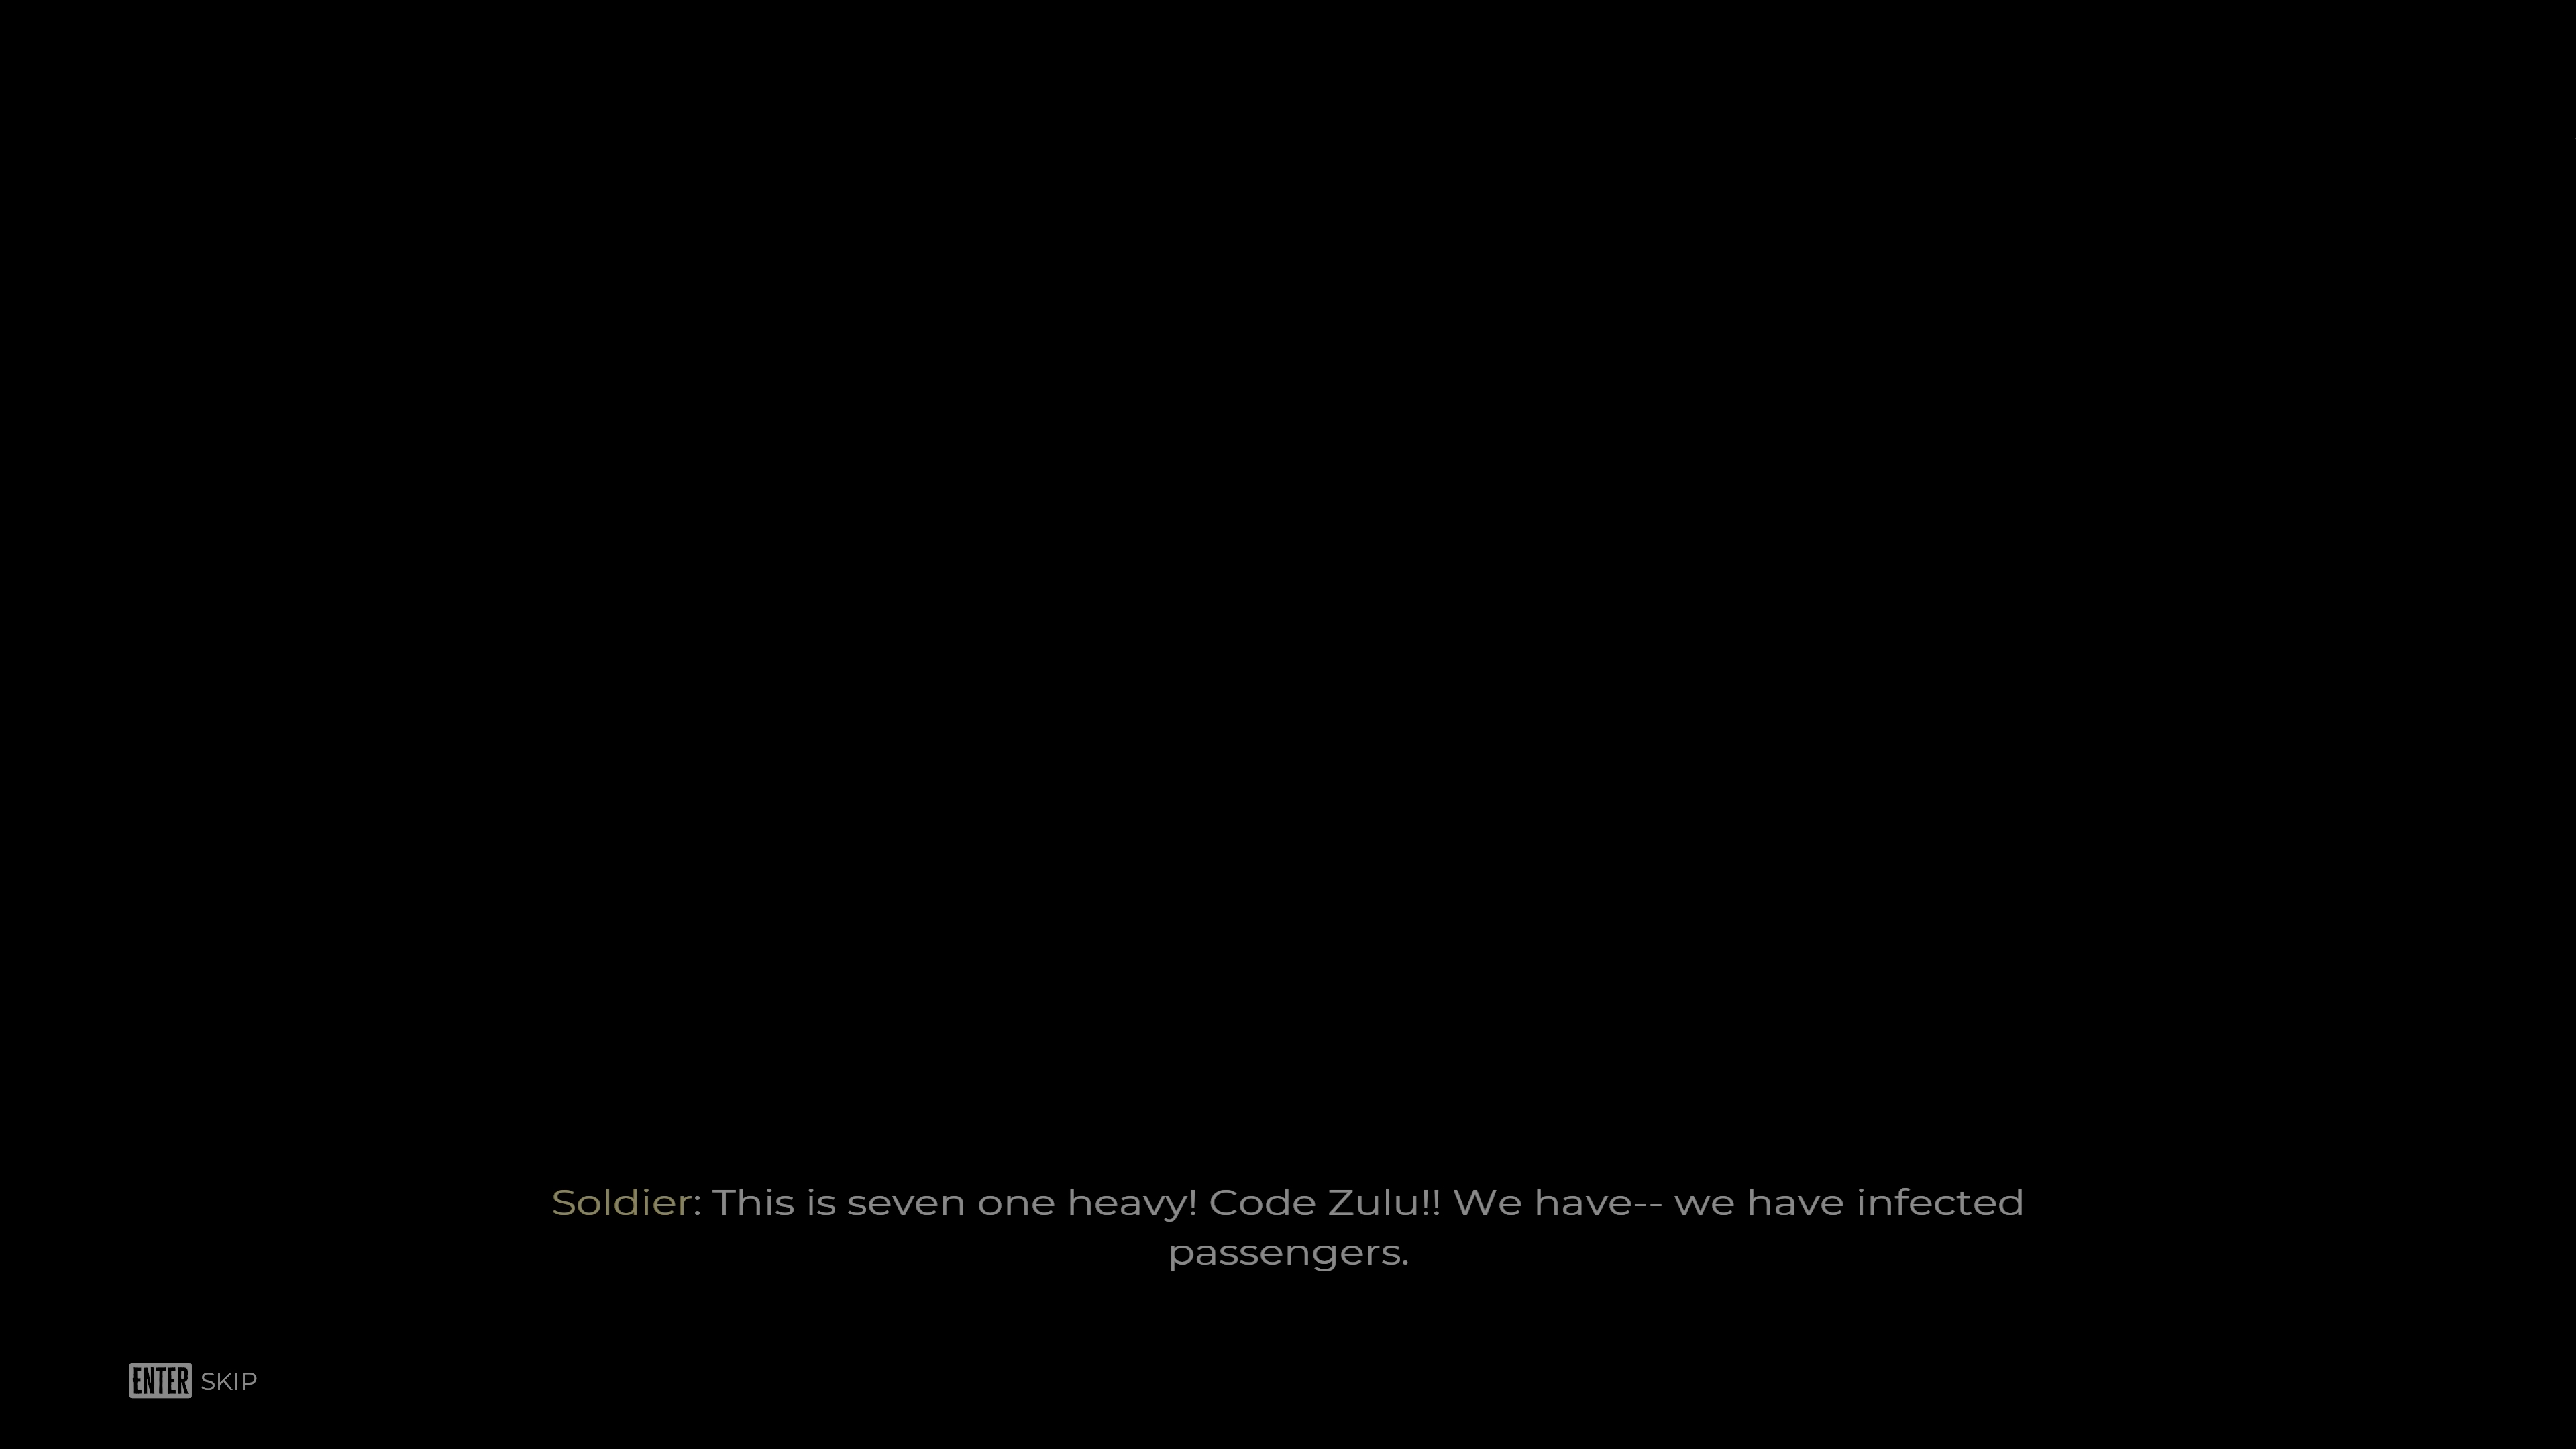 Soldier: This is seven one heavy! Code Zulu!! We have-- we have infected
passengers.
ENTER SKIP